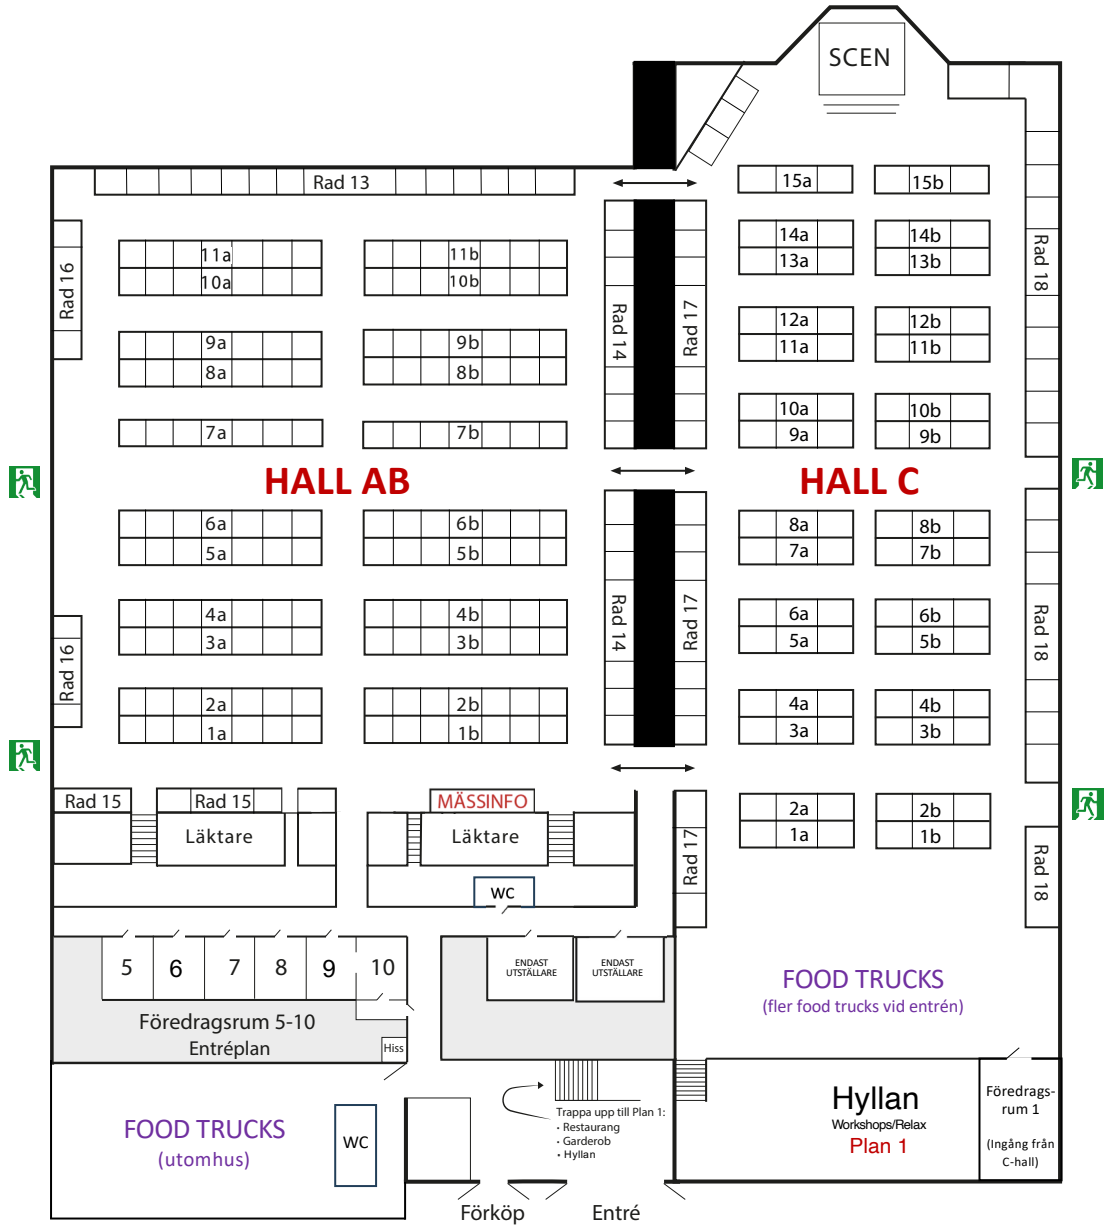 SCEN
Rad 13
15a
15b
Rad 16
11a
11b
10a
10b
14a
14b
13a
13b
Rad 18
Rad 14
Rad 17
12a
12b
11a
11b
9a
9b
8a
8b
10a
10b
9a
9b
7a
7b
HALL AB
HALL C
6a
6b
5a
5b
8a
8b
7a
7b
Rad 16
4a
4b
3a
3b
Rad 14
Rad 17
6a
6b
5a
5b
Rad 18
2a
2b
1a
1b
4a
4b
3a
3b
Rad 15
Rad 15
MÄSSINFO
2a
2b
1a
1b
Läktare
Läktare
Rad 17
Rad 18
WC
5
6
7
8
9
10
ENDAST
UTSTÄLLARE
ENDAST
UTSTÄLLARE
FOOD TRUCKS
(fler food trucks vid entrén)
Föredragsrum 5-10
Entréplan
Hiss
FOOD TRUCKS
(utomhus)
WC
Trappa upp till Plan 1:
• Restaurang
• Garderob
• Hyllan
Hyllan
Workshops/Relax
Plan 1
Föredrags-
rum 1
(Ingång från
C-hall)
Förköp
Entré